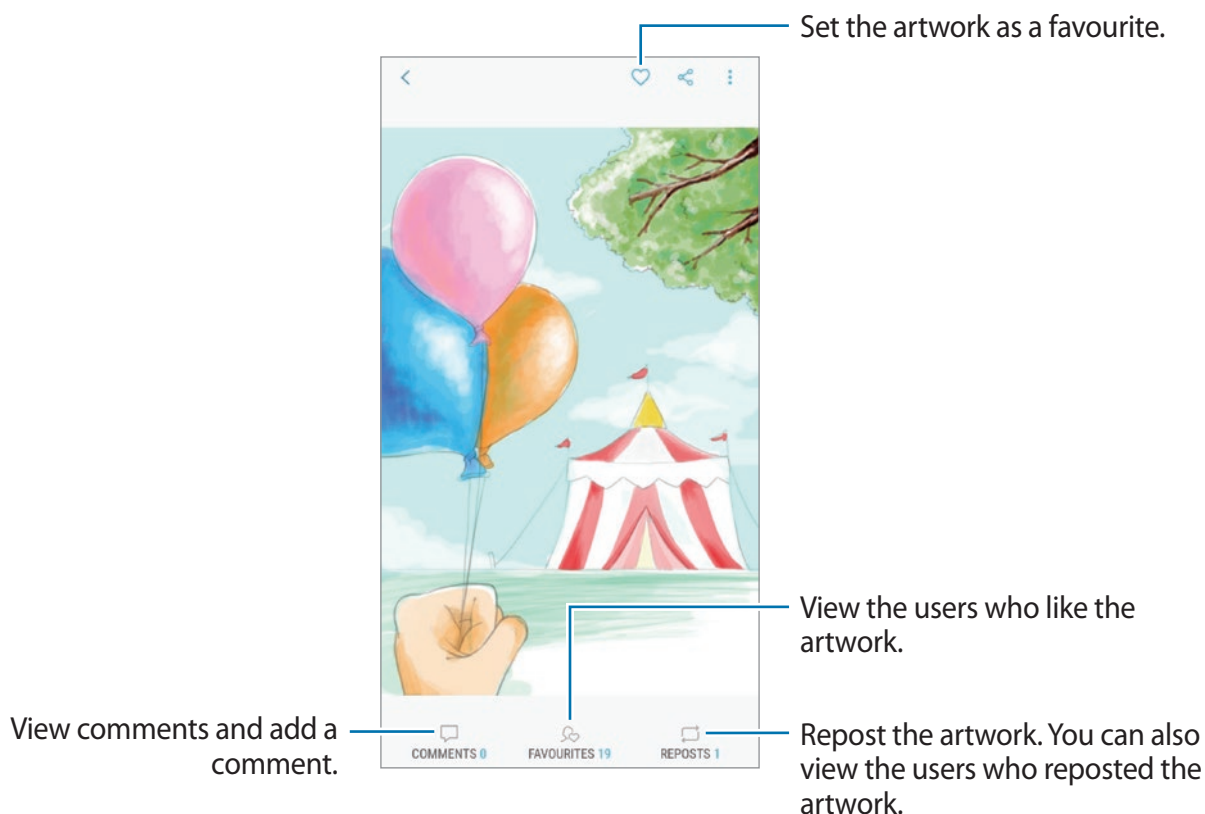 Set the artwork as a favourite.
View the users who like the
artwork.
View comments and add a
comment.
COMMENTS 0
FAVOURITES 19
REPOSTS 1
Repost the artwork. You can also
view the users who reposted the
artwork.